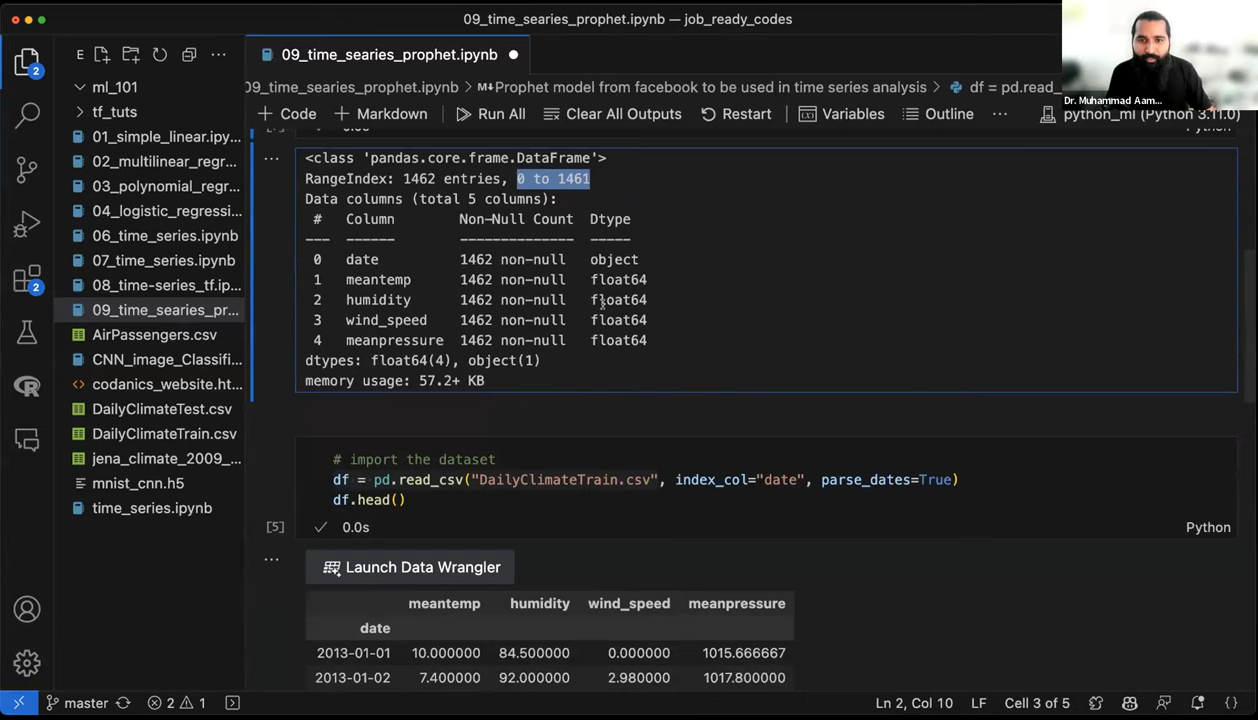 09_time_searies_prophet.ipynb — job_ready_codes
Dr. Muhammad Aam...
2
E
ml_101
tf_tuts
01_simple_linear.ipy...
02_multilinear_regr...
03_polynomial_regr...
04_logistic_regressi...
06_time_series.ipynb
07_time_series.ipynb
08_time-series_tf.ip...
09_time_searies_pr...
AirPassengers.csv
CNN_image_Classifi...
codanics_website.ht...
DailyClimateTest.csv
DailyClimateTrain.csv
jena_climate_2009_...
mnist_cnn.h5
time_series.ipynb
2
09_time_searies_prophet.ipynb
09_time_searies_prophet.ipynb > M↓Prophet model from facebook to be used in time series analysis > df = pd.read_
+ Code + Markdown Run All Clear All Outputs Restart Variables Outline ... python_ml (Python 3.11.0)
<class 'pandas.core.frame.DataFrame'>
RangeIndex: 1462 entries, 0 to 1461
Data columns (total 5 columns):
# Column Non-Null Count Dtype
--- ------ -------------- -----
0 date 1462 non-null object
1 meantemp 1462 non-null float64
2 humidity 1462 non-null float64
3 wind_speed 1462 non-null float64
4 meanpressure 1462 non-null float64
dtypes: float64(4), object(1)
memory usage: 57.2+ KB
# import the dataset
df = pd.read_csv("DailyClimateTrain.csv", index_col="date", parse_dates=True)
df.head()
[5] 0.0s Python
Launch Data Wrangler
meantemp humidity wind_speed meanpressure
date
2013-01-01 10.000000 84.500000 0.000000 1015.666667
2013-01-02 7.400000 92.000000 2.980000 1017.800000
master 2 1 Ln 2, Col 10 LF Cell 3 of 5